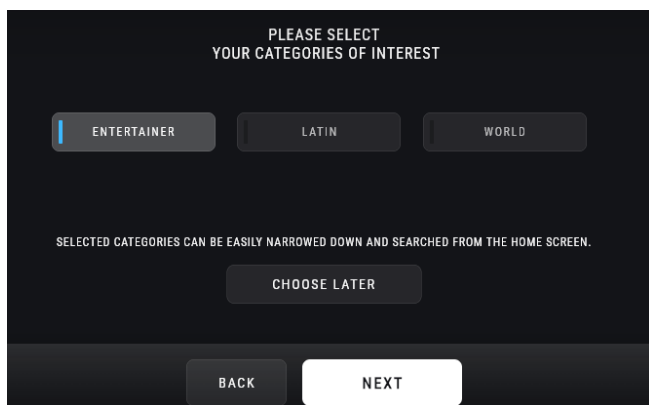 PLEASE SELECT
YOUR CATEGORIES OF INTEREST
ENTERTAINER
LATIN
WORLD
SELECTED CATEGORIES CAN BE EASILY NARROWED DOWN AND SEARCHED FROM THE HOME SCREEN.
CHOOSE LATER
BACK
NEXT